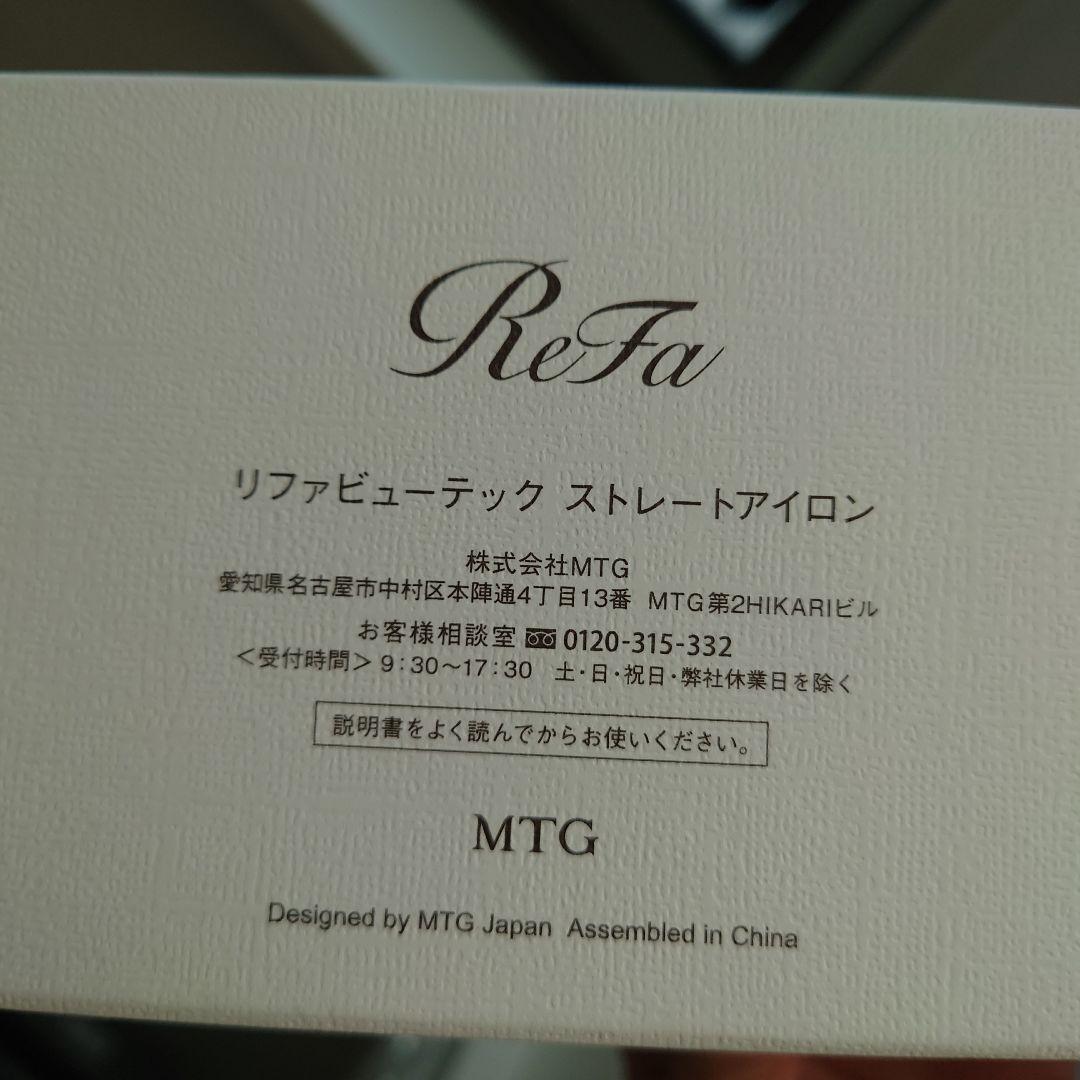 ReFa
リファビューテック ストレートアイロン
株式会社MTG
愛知県名古屋市中村区本陣通4丁目13番 MTG第2HIKARIビル
お客様相談室 0120-315-332
＜受付時間＞9:30～17:30 土・日・祝日・弊社休業日を除く
説明書をよく読んでからお使いください。
MTG
Designed by MTG Japan Assembled in China